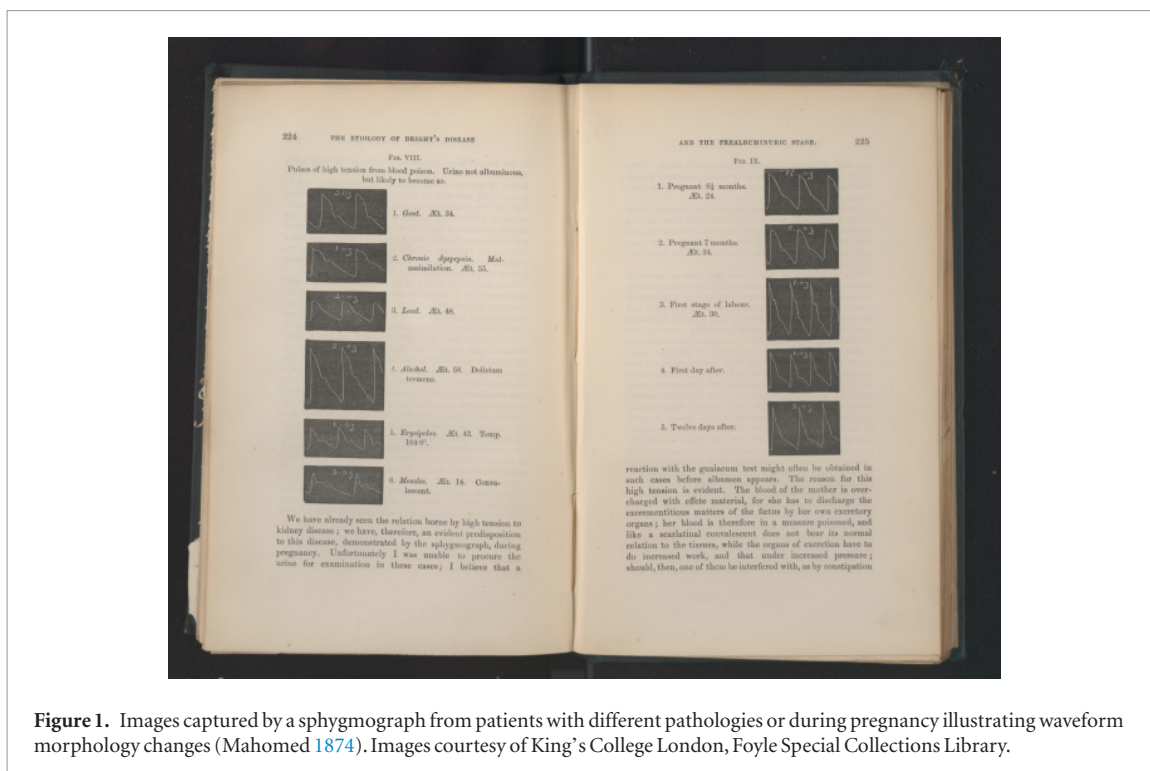 224 THE ETIOLOGY OF BRIGHT'S DISEASE
FIG. VIII.
Pulses of high tension from blood poison. Urine not albuminous,
but likely to become so.
1. Gout. Æt. 34.
2. Chronic dyspepsia. Mal-
assimilation. Æt. 55.
3. Lead. Æt. 48.
4. Alcohol. Æt. 58. Delirium
tremens.
5. Erysipelas. Æt. 43. Temp.
104·0°.
6. Measles. Æt. 14. Conva-
lescent.
We have already seen the relation borne by high tension to
kidney disease; we have, therefore, an evident predisposition
to this disease, demonstrated by the sphygmograph, during
pregnancy. Unfortunately I was unable to procure the
urine for examination in these cases; I believe that a
AND THE PREALBUMINURIC STAGE. 225
FIG. IX.
1. Pregnant 8½ months.
Æt. 24.
2. Pregnant 7 months.
Æt. 34.
3. First stage of labour.
Æt. 30.
4. First day after.
5. Twelve days after.
reaction with the guaiacum test might often be obtained in
such cases before albumen appears. The reason for this
high tension is evident. The blood of the mother is over-
charged with effete material, for she has to discharge the
excrementitious matters of the fœtus by her own excretory
organs; her blood is therefore in a measure poisoned, and
like a scarlatinal convalescent does not bear its normal
relation to the tissues, while the organs of excretion have to
do increased work, and that under increased pressure;
should, then, one of them be interfered with, as by constipation
Figure 1. Images captured by a sphygmograph from patients with different pathologies or during pregnancy illustrating waveform
morphology changes (Mahomed 1874). Images courtesy of King's College London, Foyle Special Collections Library.